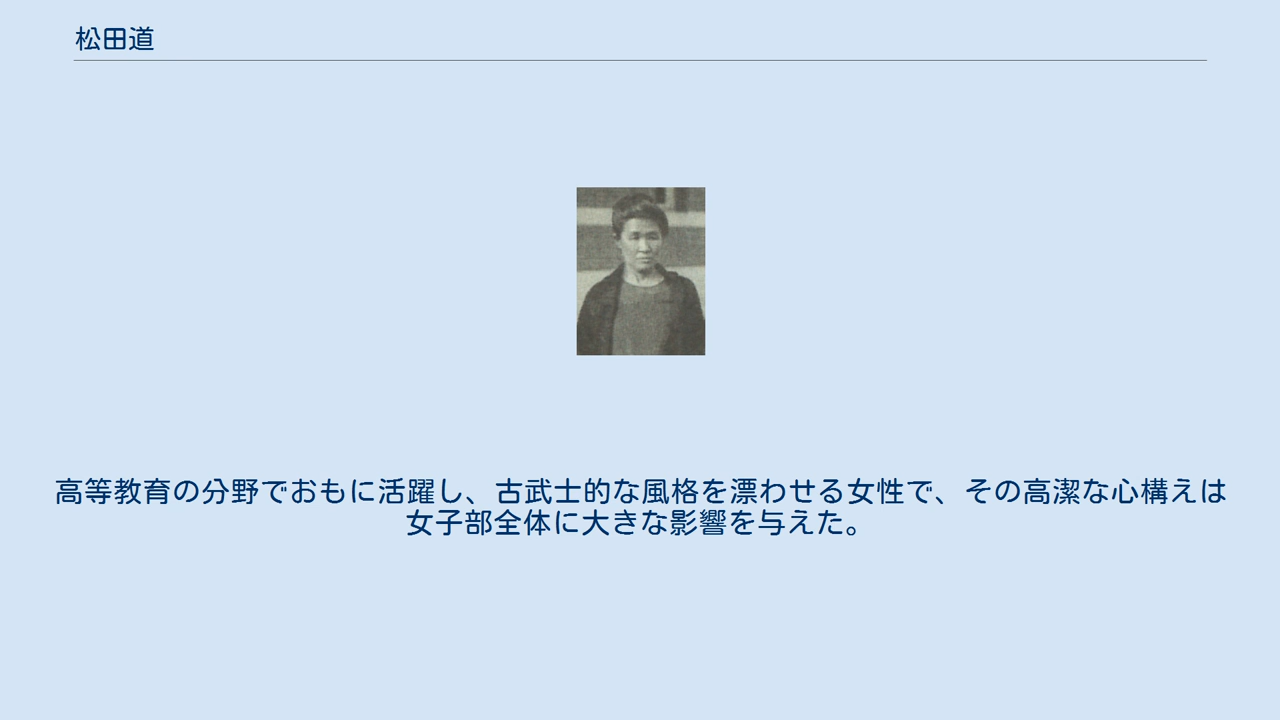 松田道
高等教育の分野でおもに活躍し、古武士的な風格を漂わせる女性で、その高潔な心構えは
女子部全体に大きな影響を与えた。